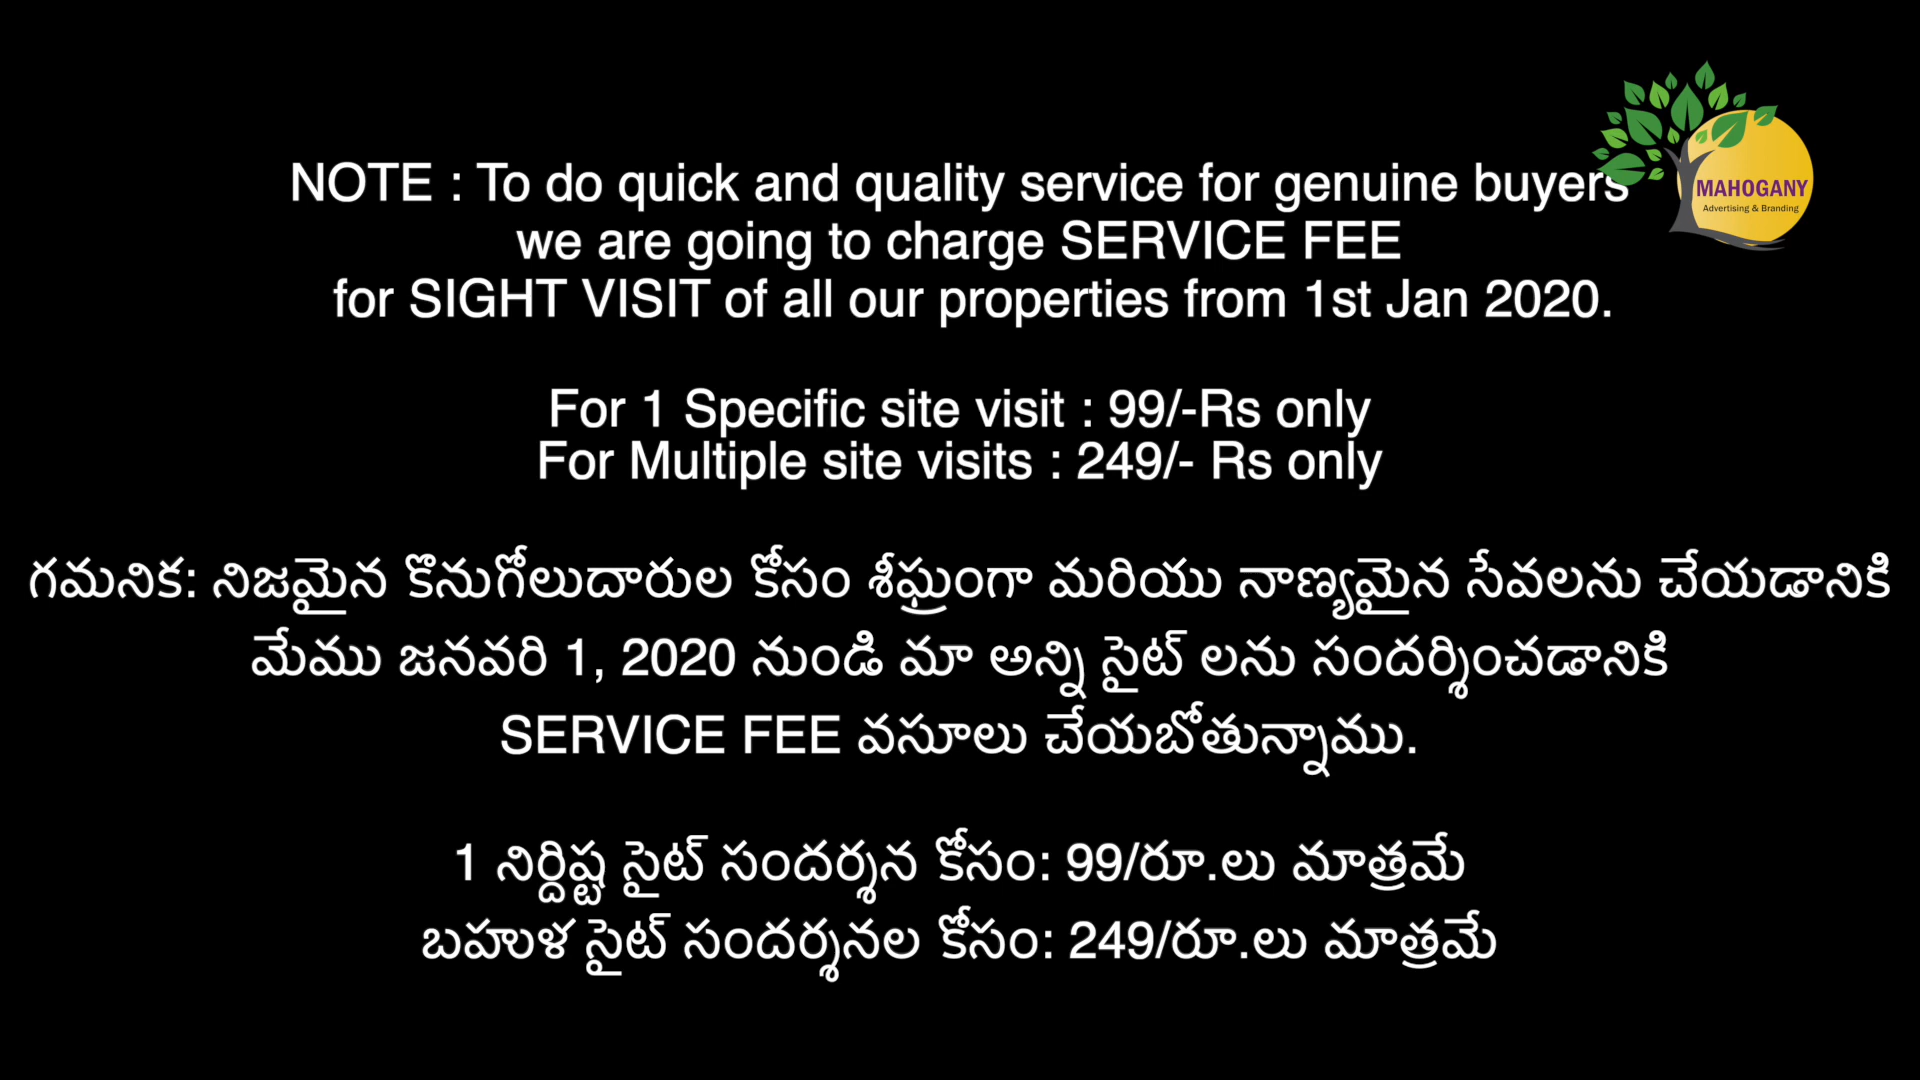 NOTE : To do quick and quality service for genuine buyers
we are going to charge SERVICE FEE
for SIGHT VISIT of all our properties from 1st Jan 2020.
MAHOGANY
Advertising & Branding
For 1 Specific site visit : 99/-Rs only
For Multiple site visits : 249/- Rs only
గమనిక: నిజమైన కొనుగోలుదారుల కోసం శీఘ్రంగా మరియు నాణ్యమైన సేవలను చేయడానికి
మేము జనవరి 1, 2020 నుండి మా అన్ని సైట్ లను సందర్శించడానికి
SERVICE FEE వసూలు చేయబోతున్నాము.
1 నిర్దిష్ట సైట్ సందర్శన కోసం: 99/రూ.లు మాత్రమే
బహుళ సైట్ సందర్శనల కోసం: 249/రూ.లు మాత్రమే